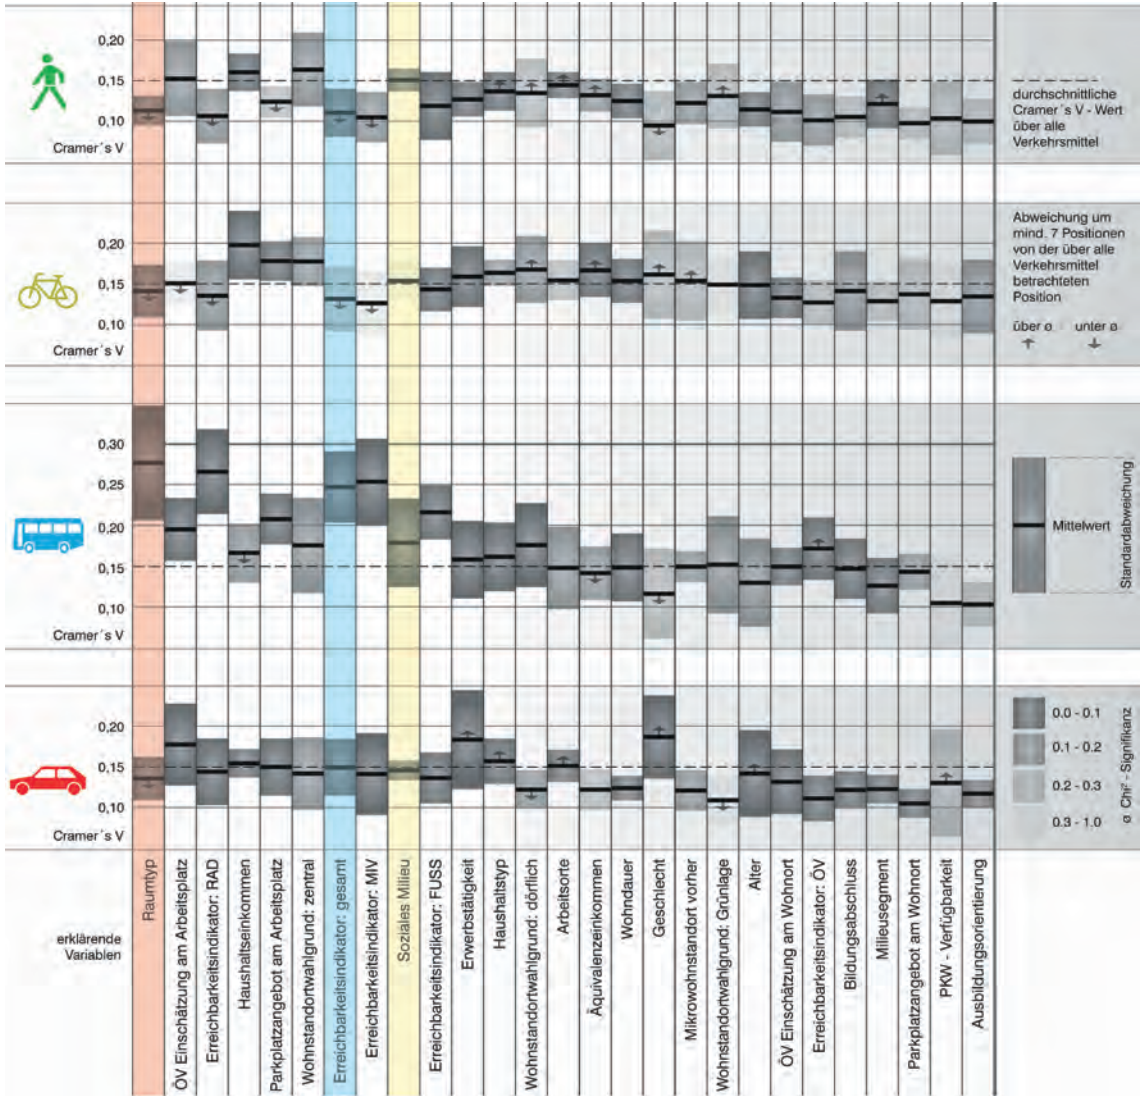 0,20
0,15
0,10
Cramer´s V
durchschnittliche
Cramer´s V - Wert
über alle
Verkehrsmittel
0,20
0,15
0,10
Cramer´s V
Abweichung um
mind. 7 Positionen
von der über alle
Verkehrsmittel
betrachteten
Position
über ø unter ø
0,30
0,25
0,20
0,15
0,10
Cramer´s V
Mittelwert
Standardabweichung
0,20
0,15
0,10
Cramer´s V
0.0 - 0.1
0.1 - 0.2
0.2 - 0.3
0.3 - 1.0
ø Chi² - Signifikanz
erklärende
Variablen
Raumtyp
ÖV Einschätzung am Arbeitsplatz
Erreichbarkeitsindikator: RAD
Haushaltseinkommen
Parkplatzangebot am Arbeitsplatz
Wohnstandortwahlgrund: zentral
Erreichbarkeitsindikator: gesamt
Erreichbarkeitsindikator: MIV
Soziales Milieu
Erreichbarkeitsindikator: FUSS
Erwerbstätigkeit
Haushaltstyp
Wohnstandortwahlgrund: dörflich
Arbeitsorte
Äquivalenzeinkommen
Wohndauer
Geschlecht
Mikrowohnstandort vorher
Wohnstandortwahlgrund: Grünlage
Alter
ÖV Einschätzung am Wohnort
Erreichbarkeitsindikator: ÖV
Bildungsabschluss
Milieusegment
Parkplatzangebot am Wohnort
PKW - Verfügbarkeit
Ausbildungsorientierung